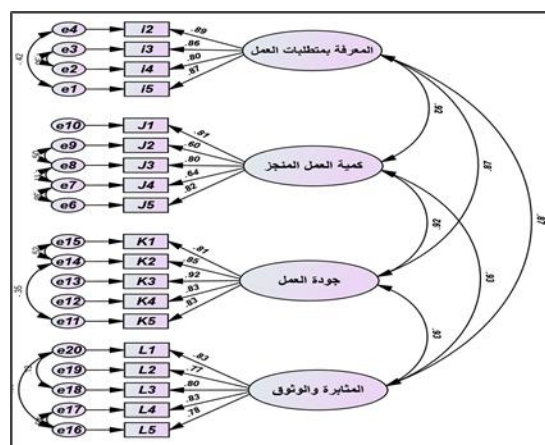 e4 i2 .89
e3 i3 .86
e2 i4 .80
e1 i5 .87
المعرفة بمتطلبات العمل
-.42
e10 J1 .81
e9 J2 .60
e8 J3 .80
e7 J4 .64
e6 J5 .82
كمية العمل المنجز
e15 K1 .81
e14 K2 .85
e13 K3 .92
e12 K4 .83
e11 K5 .83
جودة العمل
e20 L1 .83
e19 L2 .77
e18 L3 .80
e17 L4 .83
e16 L5 .78
المثابرة والوثوق
.92
.87
.87
.93
.93